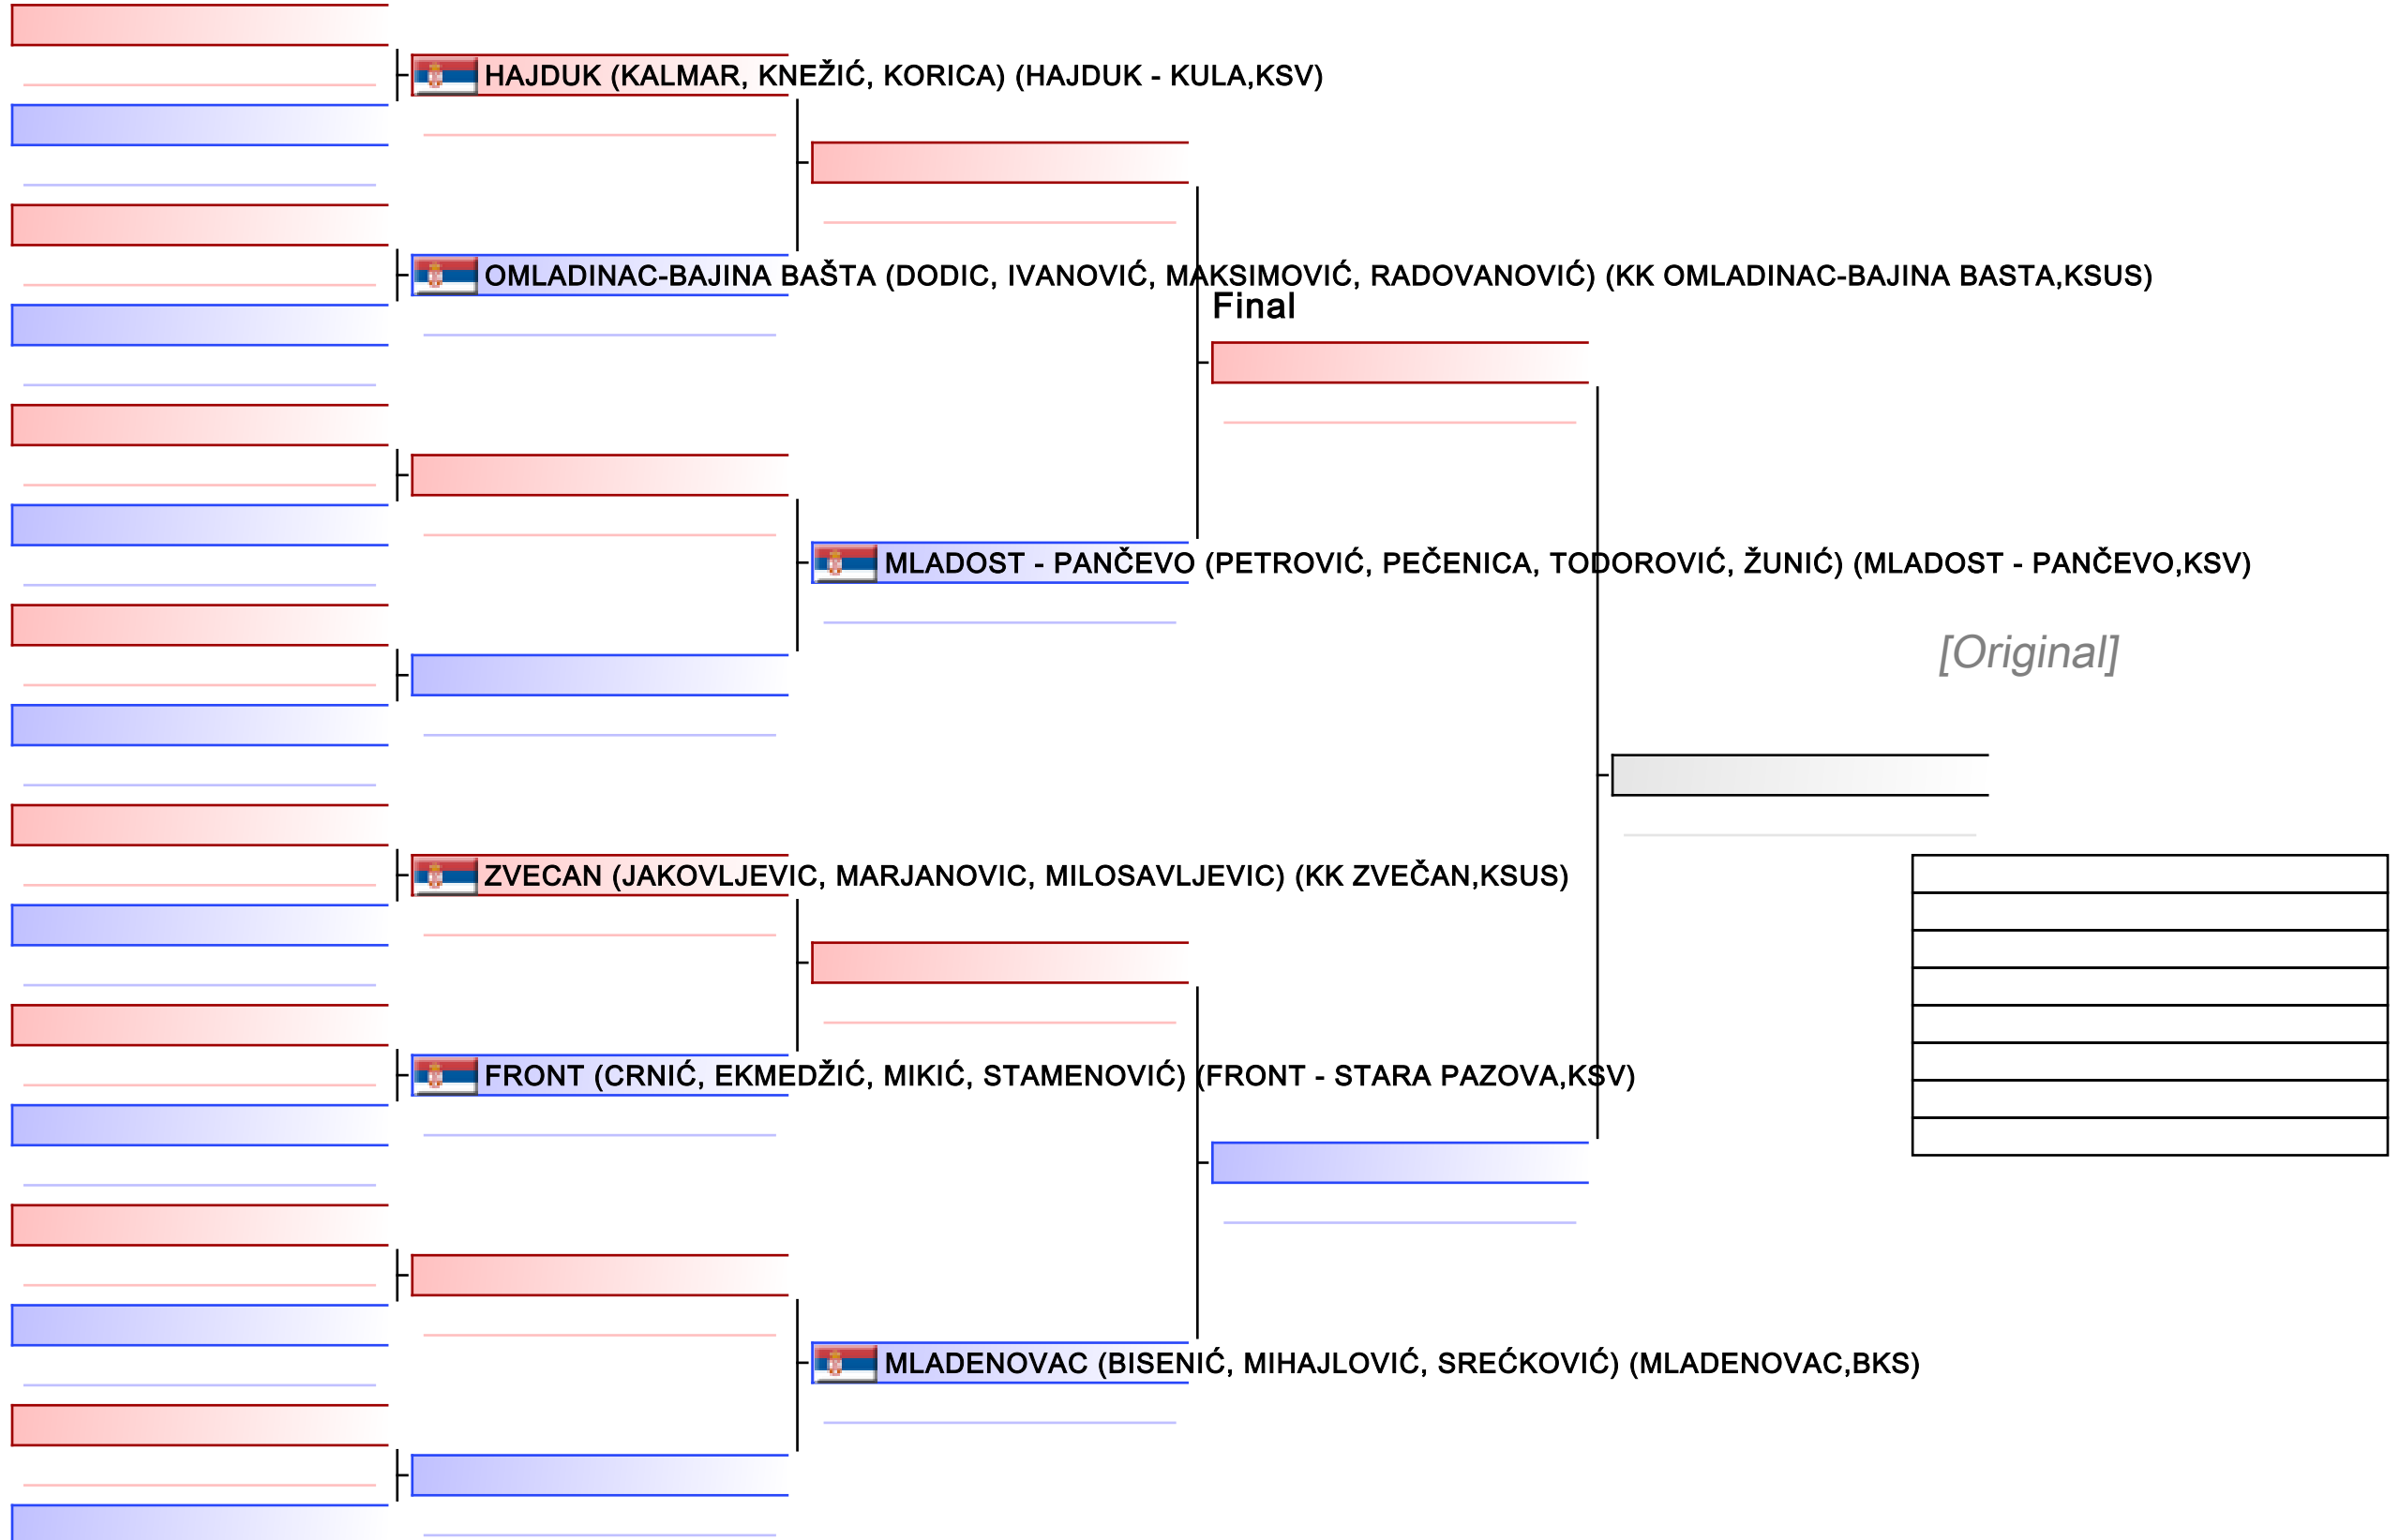 HAJDUK (KALMAR, KNEŽIĆ, KORICA) (HAJDUK - KULA,KSV)
OMLADINAC-BAJINA BAŠTA (DODIC, IVANOVIĆ, MAKSIMOVIĆ, RADOVANOVIĆ) (KK OMLADINAC-BAJINA BASTA,KSUS)
Final
MLADOST - PANČEVO (PETROVIĆ, PEČENICA, TODOROVIĆ, ŽUNIĆ) (MLADOST - PANČEVO,KSV)
[Original]
ZVECAN (JAKOVLJEVIC, MARJANOVIC, MILOSAVLJEVIC) (KK ZVEČAN,KSUS)
FRONT (CRNIĆ, EKMEDŽIĆ, MIKIĆ, STAMENOVIĆ) (FRONT - STARA PAZOVA,KSV)
MLADENOVAC (BISENIĆ, MIHAJLOVIĆ, SREĆKOVIĆ) (MLADENOVAC,BKS)